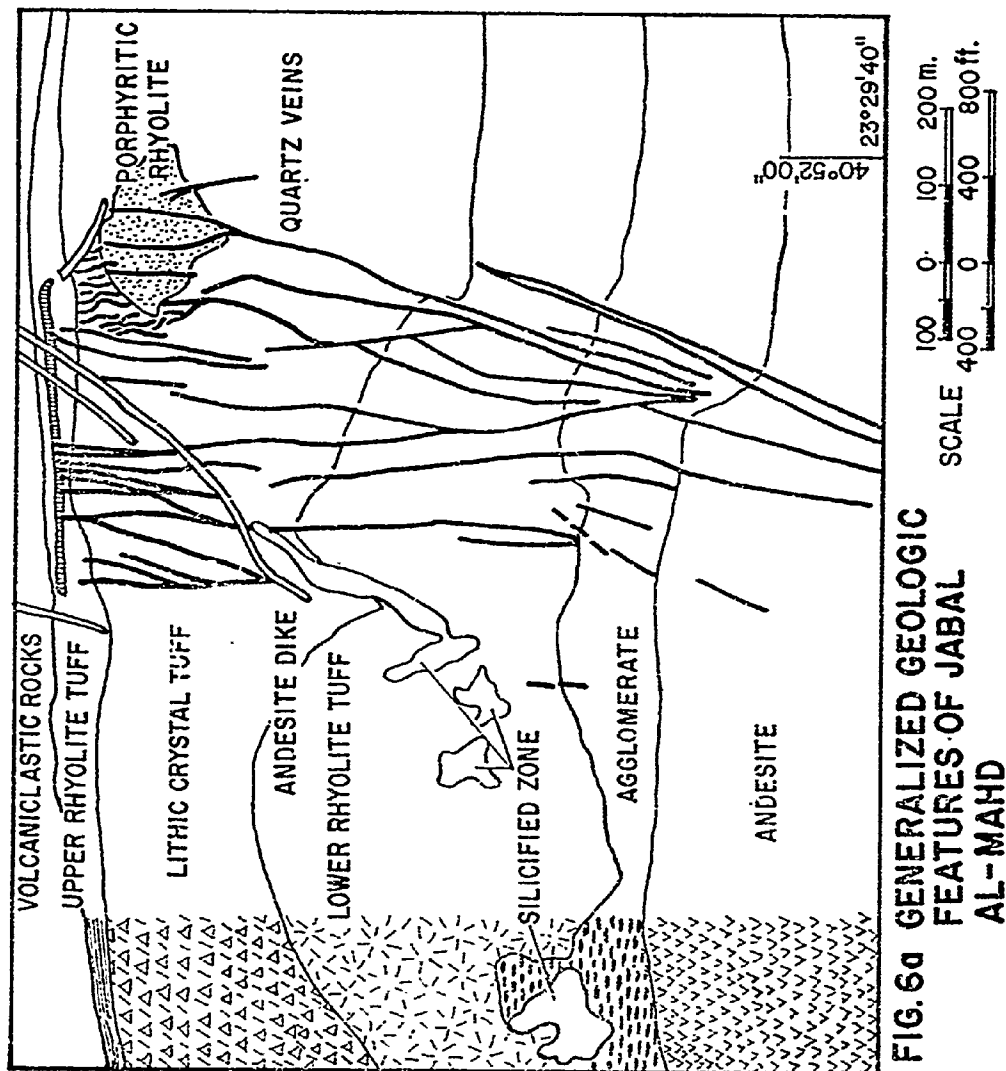 VOLCANICLASTIC ROCKS
UPPER RHYOLITE TUFF
LITHIC CRYSTAL TUFF
ANDESITE DIKE
LOWER RHYOLITE TUFF
SILICIFIED ZONE
AGGLOMERATE
ANDESITE
PORPHYRITIC
RHYOLITE
QUARTZ VEINS
40°52'00"
23°29'40"
SCALE
100 0 100 200 m.
400 0 400 800 ft.
FIG. 6a GENERALIZED GEOLOGIC
FEATURES OF JABAL
AL-MAHD